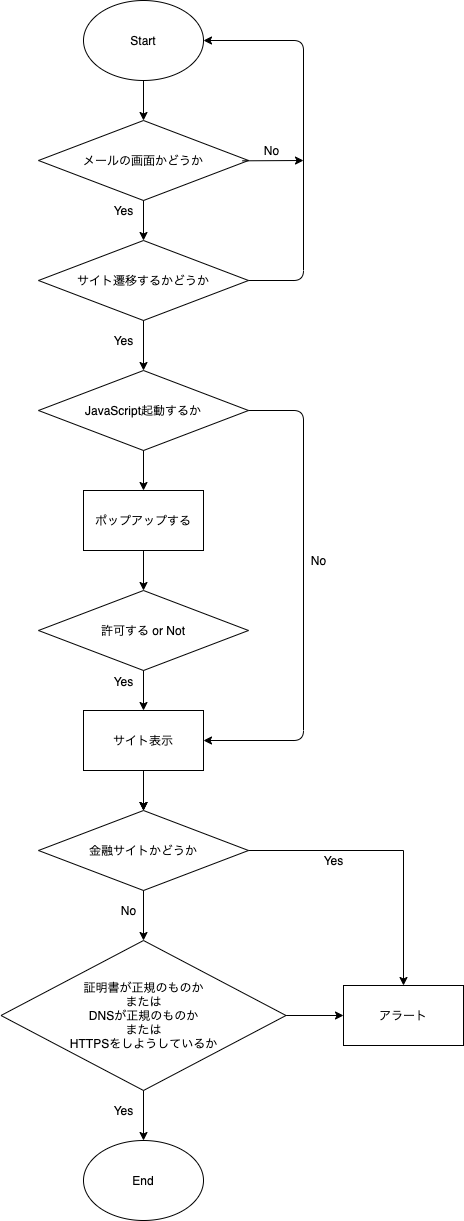 Start
メールの画面かどうか
No
Yes
サイト遷移するかどうか
Yes
JavaScript起動するか
ポップアップする
No
許可する or Not
Yes
サイト表示
金融サイトかどうか
Yes
No
証明書が正規のものか
または
DNSが正規のものか
または
HTTPSをしようしているか
アラート
Yes
End